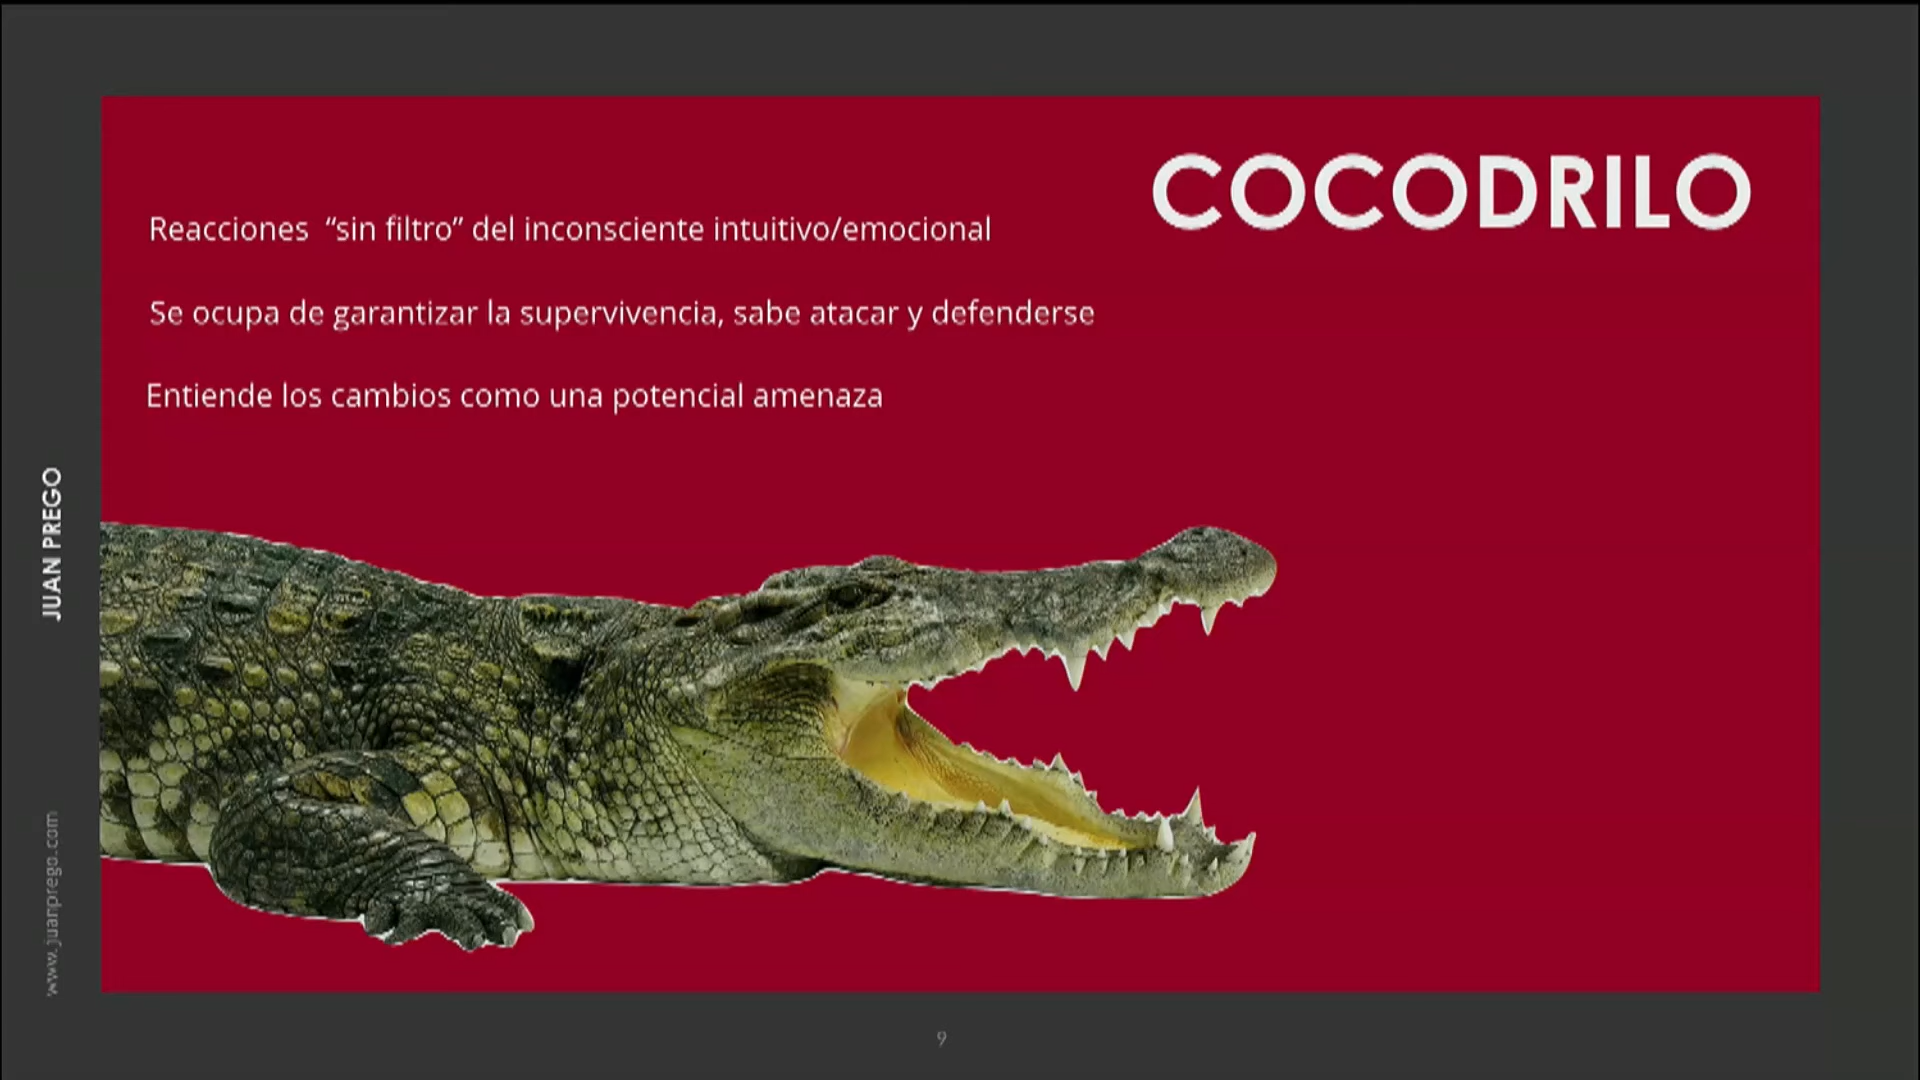 COCODRILO
Reacciones “sin filtro” del inconsciente intuitivo/emocional
Se ocupa de garantizar la supervivencia, sabe atacar y defenderse
Entiende los cambios como una potencial amenaza
JUAN PREGO
www.juanprego.com
9